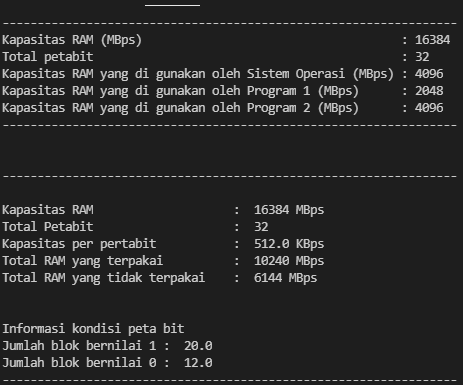 --------------------------------------------------------
Kapasitas RAM (MBps) : 16384
Total petabit : 32
Kapasitas RAM yang di gunakan oleh Sistem Operasi (MBps) : 4096
Kapasitas RAM yang di gunakan oleh Program 1 (MBps) : 2048
Kapasitas RAM yang di gunakan oleh Program 2 (MBps) : 4096
--------------------------------------------------------
--------------------------------------------------------
Kapasitas RAM : 16384 MBps
Total Petabit : 32
Kapasitas per pertabit : 512.0 KBps
Total RAM yang terpakai : 10240 MBps
Total RAM yang tidak terpakai : 6144 MBps
Informasi kondisi peta bit
Jumlah blok bernilai 1 : 20.0
Jumlah blok bernilai 0 : 12.0
--------------------------------------------------------